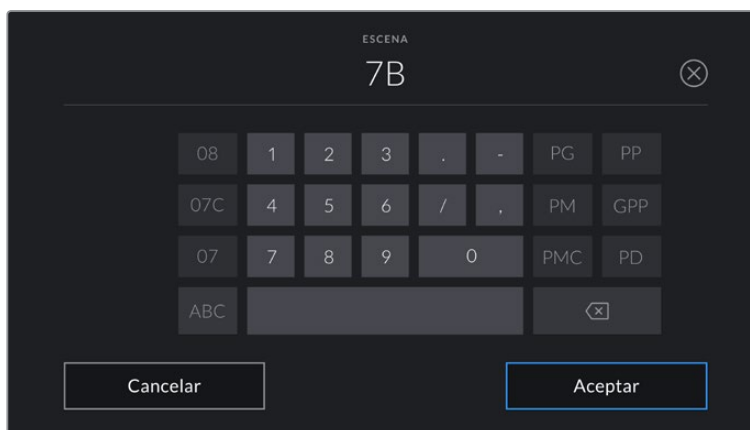 ESCENA
7B
08 1 2 3 . - PG PP
07C 4 5 6 / , PM GPP
07 7 8 9 0 PMC PD
ABC
Cancelar Aceptar